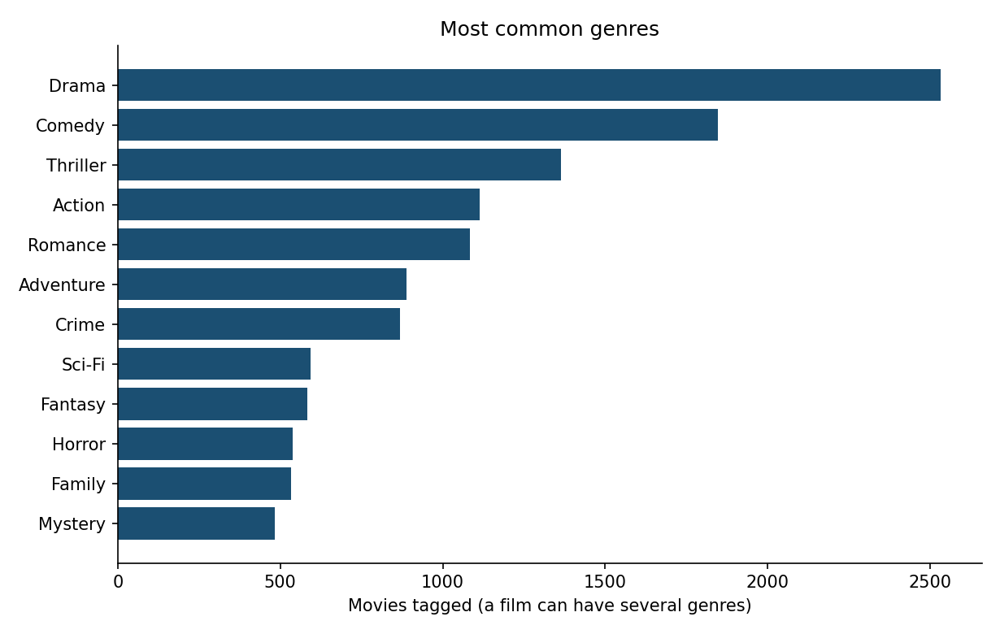 Most common genres
Drama
Comedy
Thriller
Action
Romance
Adventure
Crime
Sci-Fi
Fantasy
Horror
Family
Mystery
0 500 1000 1500 2000 2500
Movies tagged (a film can have several genres)